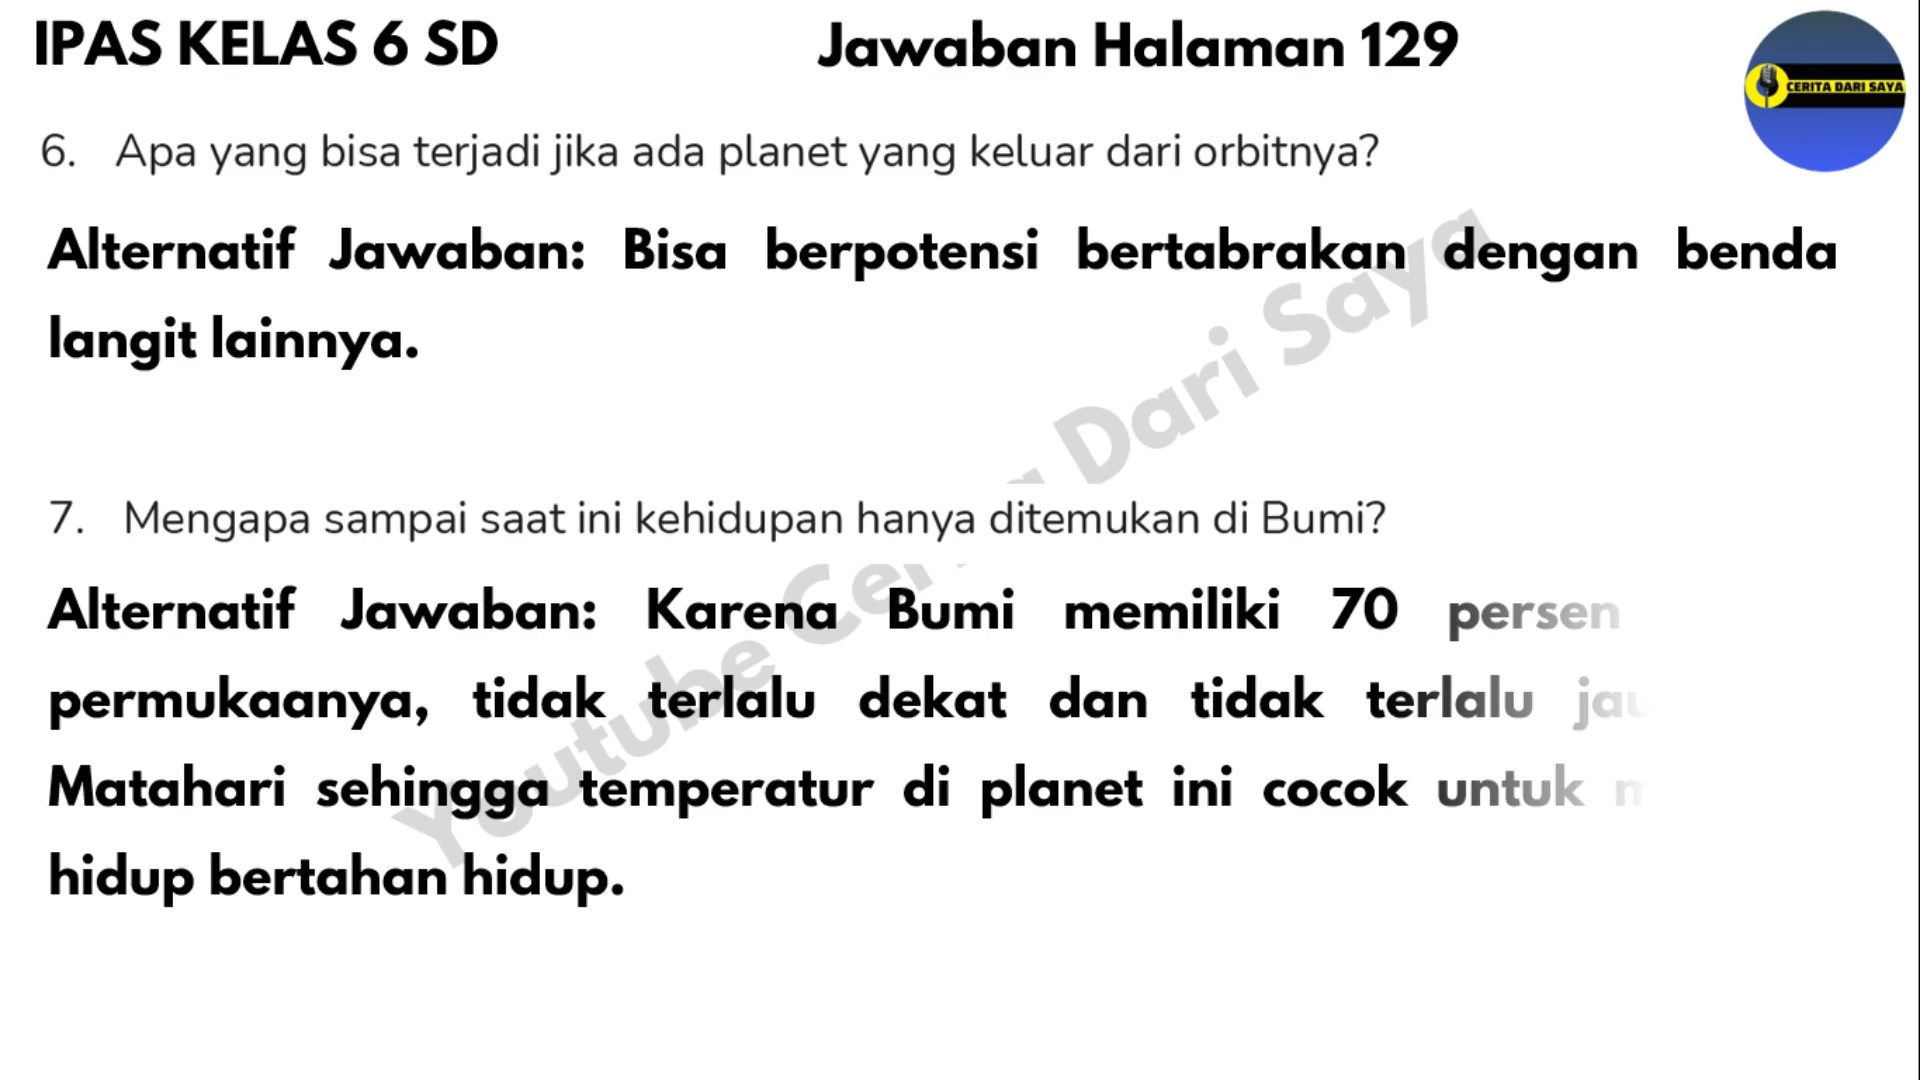 IPAS KELAS 6 SD Jawaban Halaman 129
CERITA DARI SAYA
6. Apa yang bisa terjadi jika ada planet yang keluar dari orbitnya?
Alternatif Jawaban: Bisa berpotensi bertabrakan dengan benda
langit lainnya.
Dari Saya
7. Mengapa sampai saat ini kehidupan hanya ditemukan di Bumi?
Alternatif Jawaban: Karena Bumi memiliki 70 persen
permukaanya, tidak terlalu dekat dan tidak terlalu
Matahari sehingga temperatur di planet ini cocok untuk
hidup bertahan hidup.
Youtube